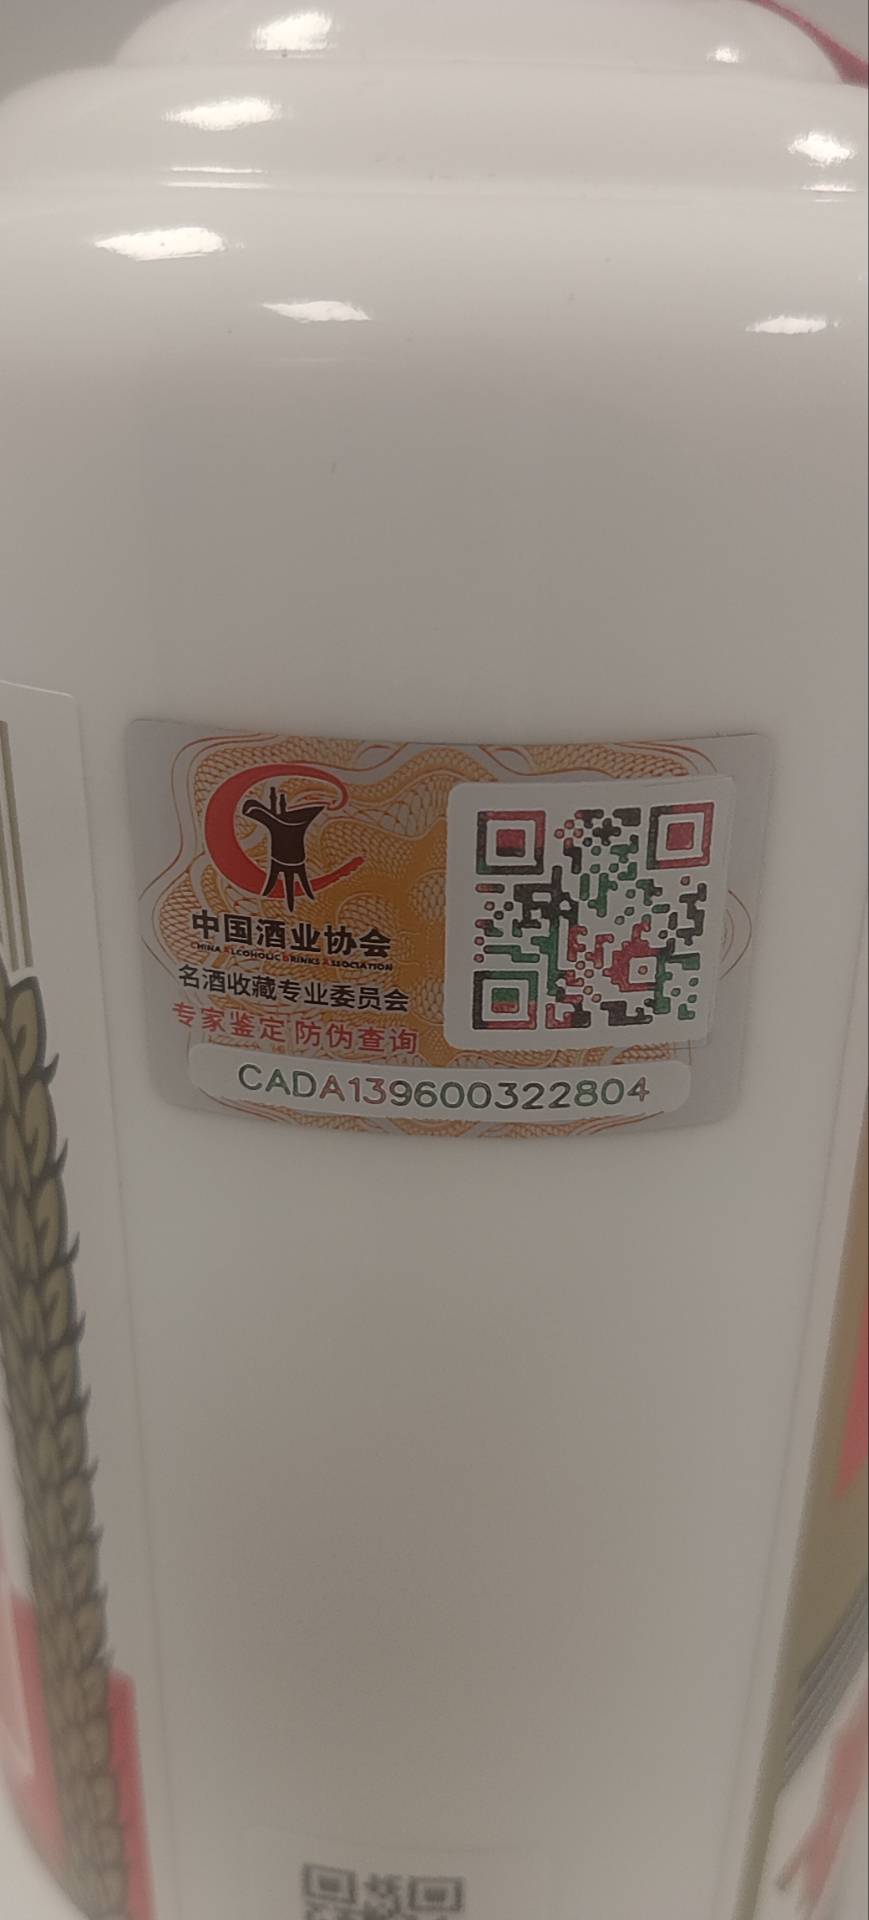 中国酒业协会
CHINA ALCOHOLIC DRINKS ASSOCIATION
名酒收藏专业委员会
专家鉴定 防伪查询
CADA139600322804